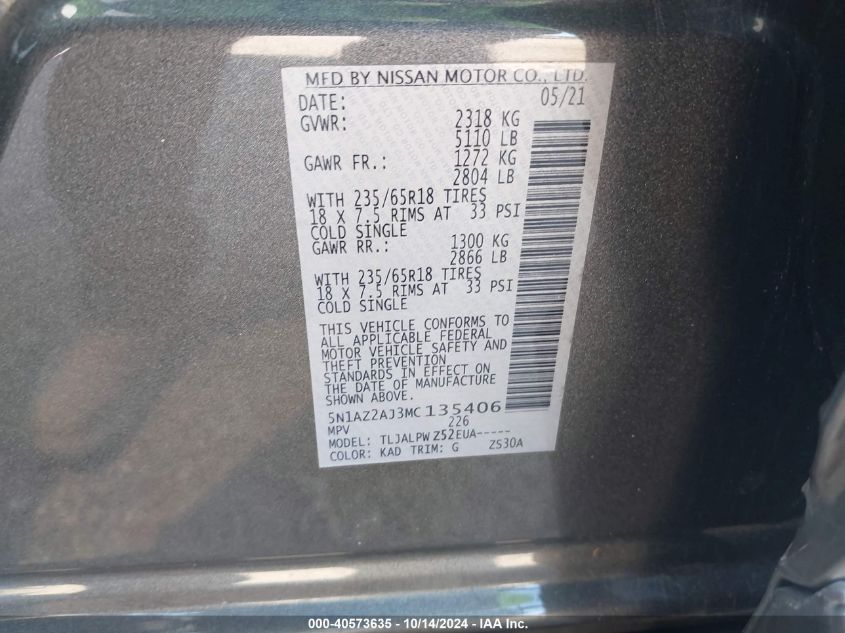 MFD BY NISSAN MOTOR CO., LTD.
DATE: 05/21
GVWR: 2318 KG
5110 LB
GAWR FR.: 1272 KG
2804 LB
WITH 235/65R18 TIRES
18 X 7.5 RIMS AT 33 PSI
COLD SINGLE
GAWR RR.: 1300 KG
2866 LB
WITH 235/65R18 TIRES
18 X 7.5 RIMS AT 33 PSI
COLD SINGLE
THIS VEHICLE CONFORMS TO
ALL APPLICABLE FEDERAL
MOTOR VEHICLE SAFETY AND
THEFT PREVENTION
STANDARDS IN EFFECT ON
THE DATE OF MANUFACTURE
SHOWN ABOVE.
5N1AZ2AJ3MC135406
MPV 226
MODEL: TLJALPW Z52EUA-----
COLOR: KAD TRIM: G ZS30A
000-40573635 - 10/14/2024 - IAA Inc.